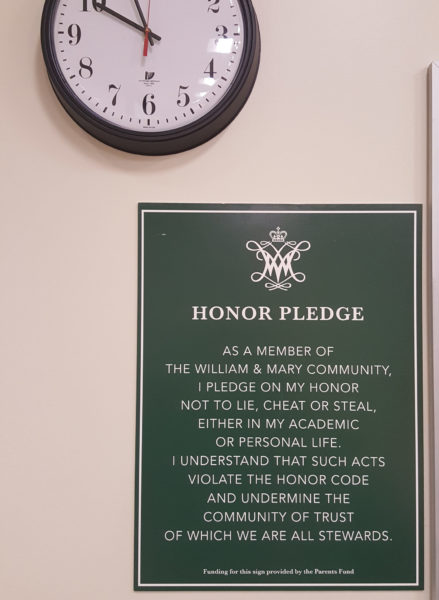 10
2
9
3
8
4
7
5
6
HONOR PLEDGE
AS A MEMBER OF
THE WILLIAM & MARY COMMUNITY,
I PLEDGE ON MY HONOR
NOT TO LIE, CHEAT OR STEAL,
EITHER IN MY ACADEMIC
OR PERSONAL LIFE.
I UNDERSTAND THAT SUCH ACTS
VIOLATE THE HONOR CODE
AND UNDERMINE THE
COMMUNITY OF TRUST
OF WHICH WE ARE ALL STEWARDS.
Funding for this sign provided by the Parents Fund